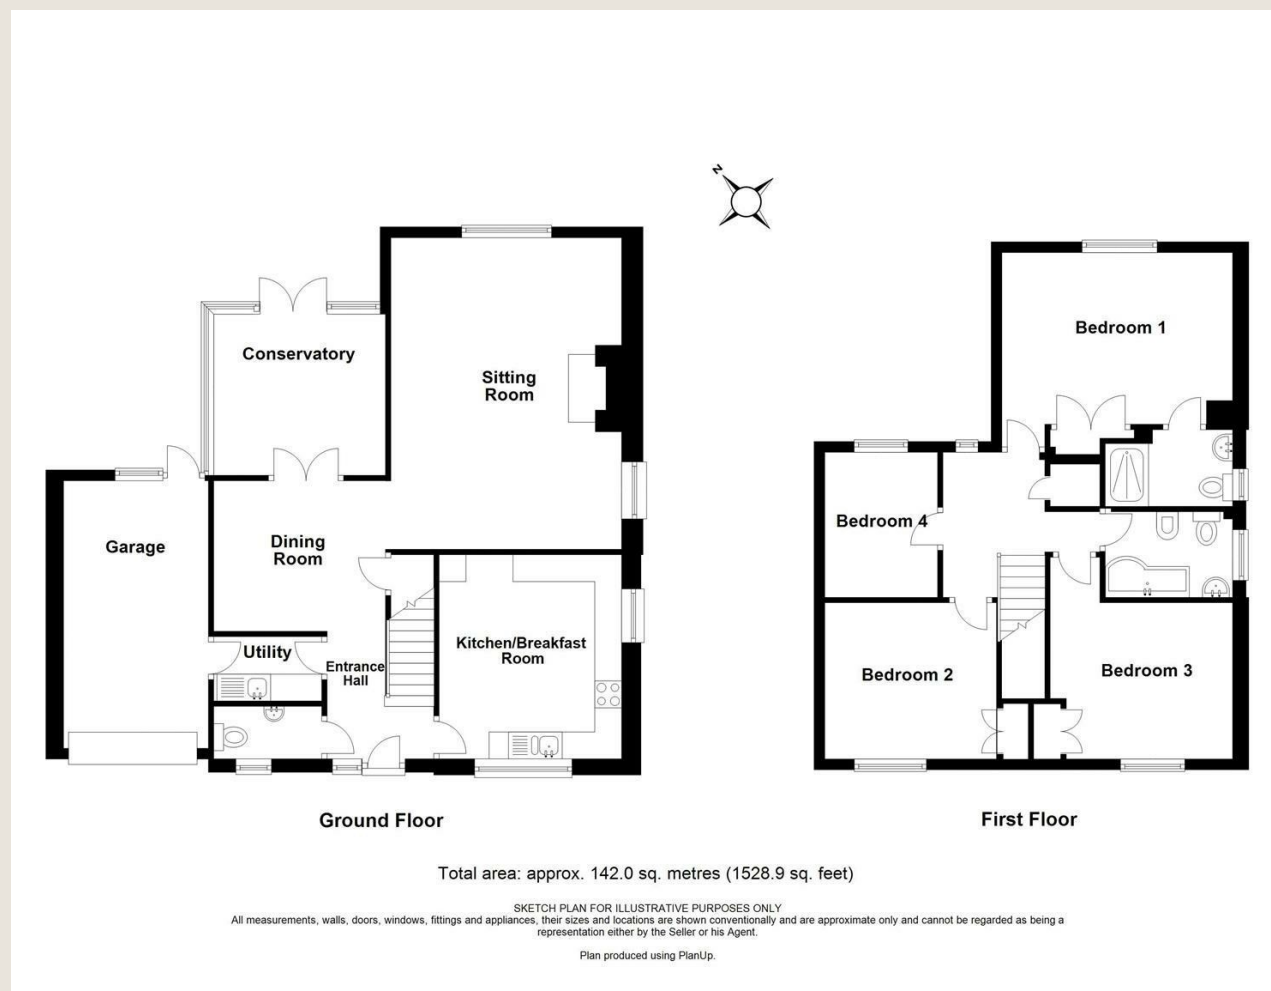 N
Conservatory
Sitting
Room
Garage
Dining
Room
Utility
Entrance
Hall
Kitchen/Breakfast
Room
Bedroom 1
Bedroom 4
Bedroom 2
Bedroom 3
Ground Floor
First Floor
Total area: approx. 142.0 sq. metres (1528.9 sq. feet)
SKETCH PLAN FOR ILLUSTRATIVE PURPOSES ONLY
All measurements, walls, doors, windows, fittings and appliances, their sizes and locations are shown conventionally and are approximate only and cannot be regarded as being a
representation either by the Seller or his Agent.
Plan produced using PlanUp.